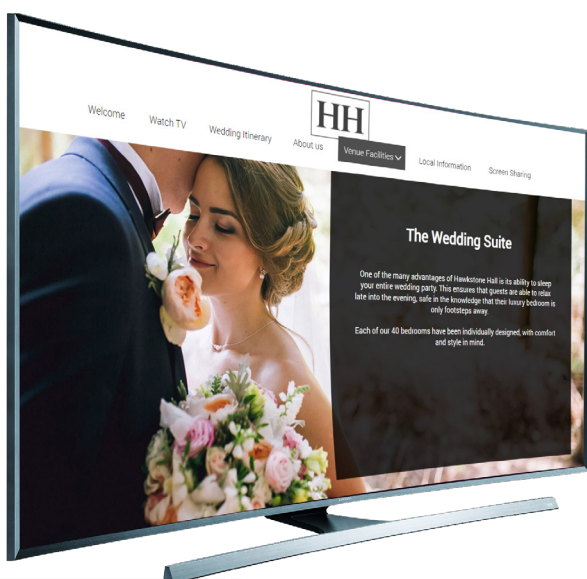 HH
Welcome
Watch TV
Wedding Itinerary
About us
Venue Facilities
Local Information
Screen Sharing
The Wedding Suite
One of the many advantages of Hawkstone Hall is its ability to sleep
your entire wedding party. This ensures that guests are able to relax
late into the evening, safe in the knowledge that their luxury bedroom is
only footsteps away.
Each of our 40 bedrooms have been individually designed, with comfort
and style in mind.